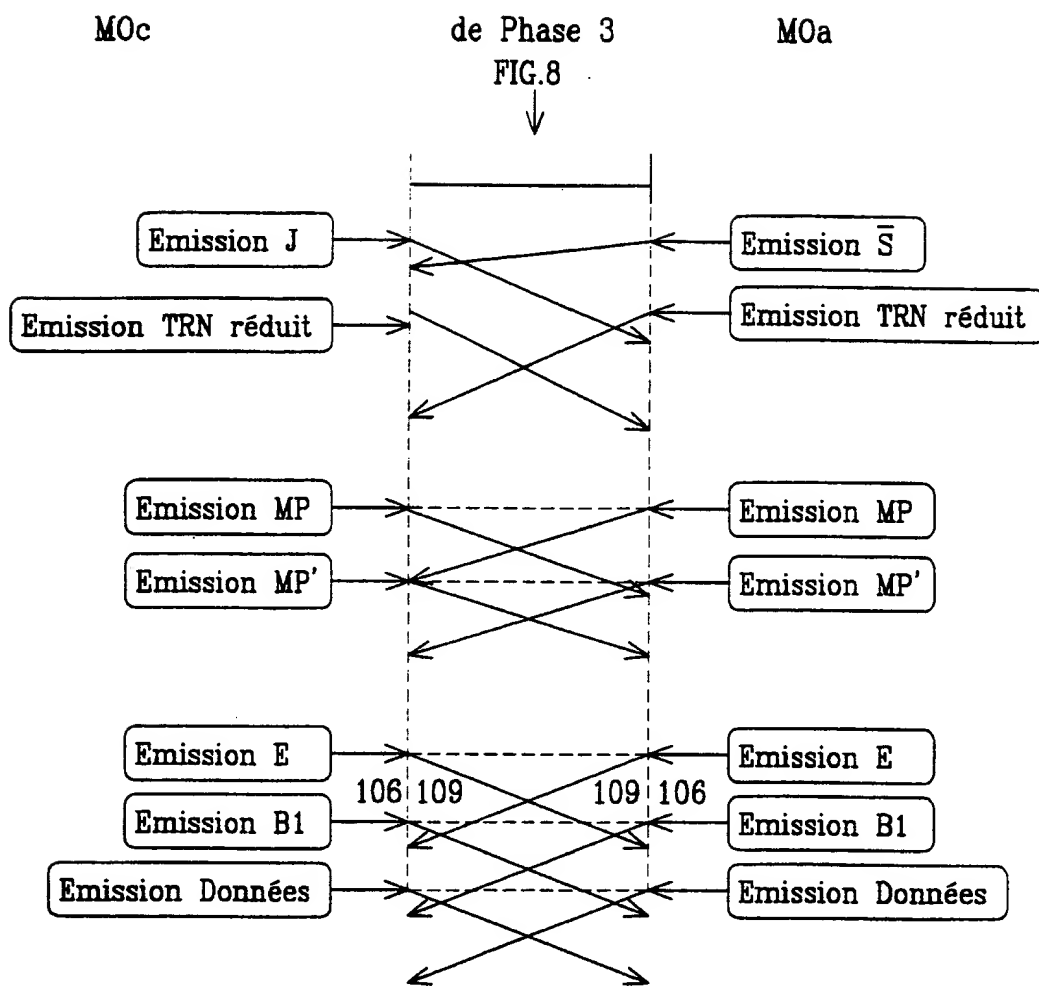 MOc de Phase 3 MOa
FIG.8
Emission J Emission S̅
Emission TRN réduit Emission TRN réduit
Emission MP Emission MP
Emission MP' Emission MP'
Emission E Emission E
106 109 109 106
Emission B1 Emission B1
Emission Données Emission Données